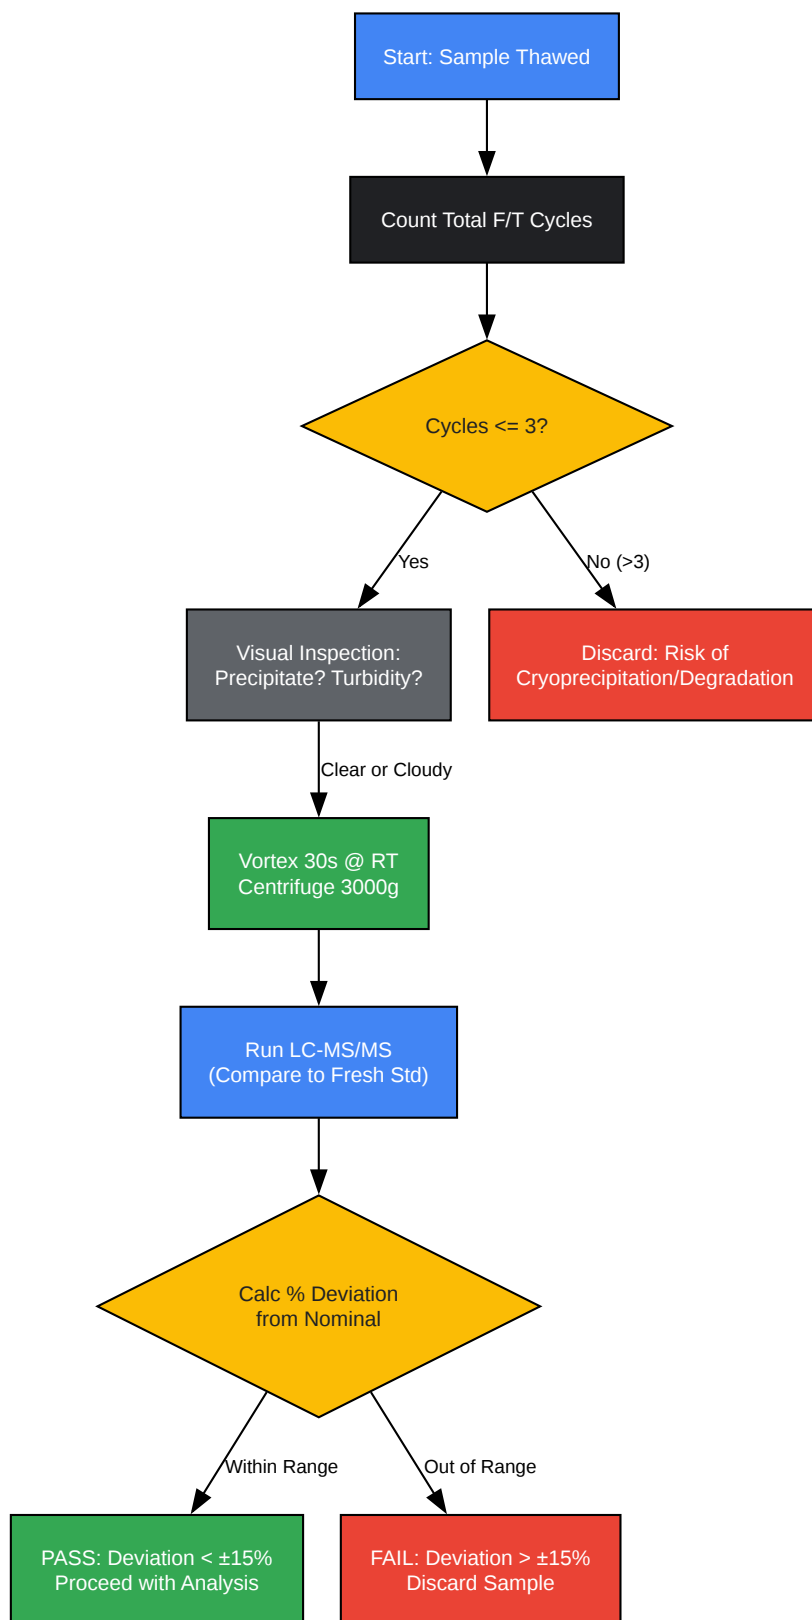 Start: Sample Thawed
Count Total F/T Cycles
Cycles <= 3?
Yes
No (>3)
Visual Inspection:
Precipitate? Turbidity?
Discard: Risk of
Cryoprecipitation/Degradation
Clear or Cloudy
Vortex 30s @ RT
Centrifuge 3000g
Run LC-MS/MS
(Compare to Fresh Std)
Calc % Deviation
from Nominal
Within Range
Out of Range
PASS: Deviation < ±15%
Proceed with Analysis
FAIL: Deviation > ±15%
Discard Sample